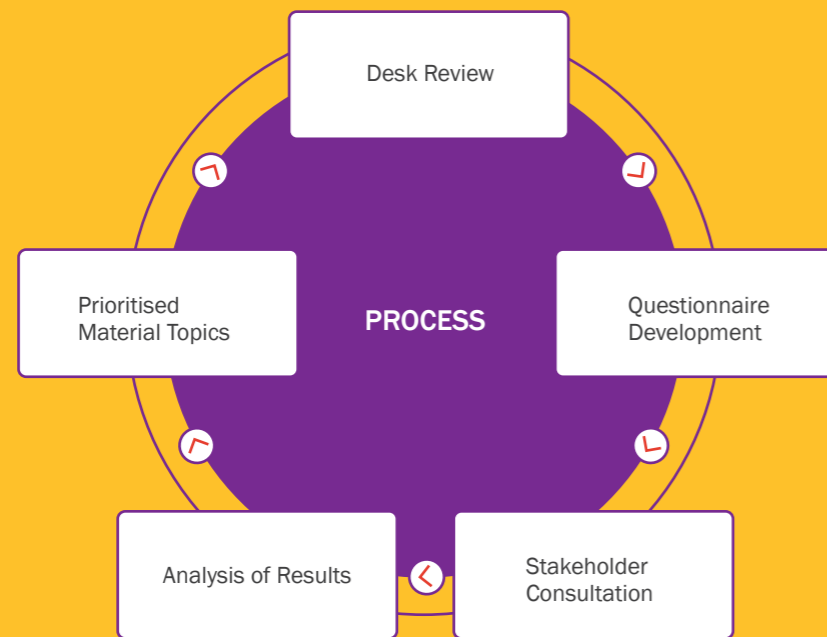 Desk Review
Prioritised
Material Topics
PROCESS
Questionnaire
Development
Analysis of Results
Stakeholder
Consultation